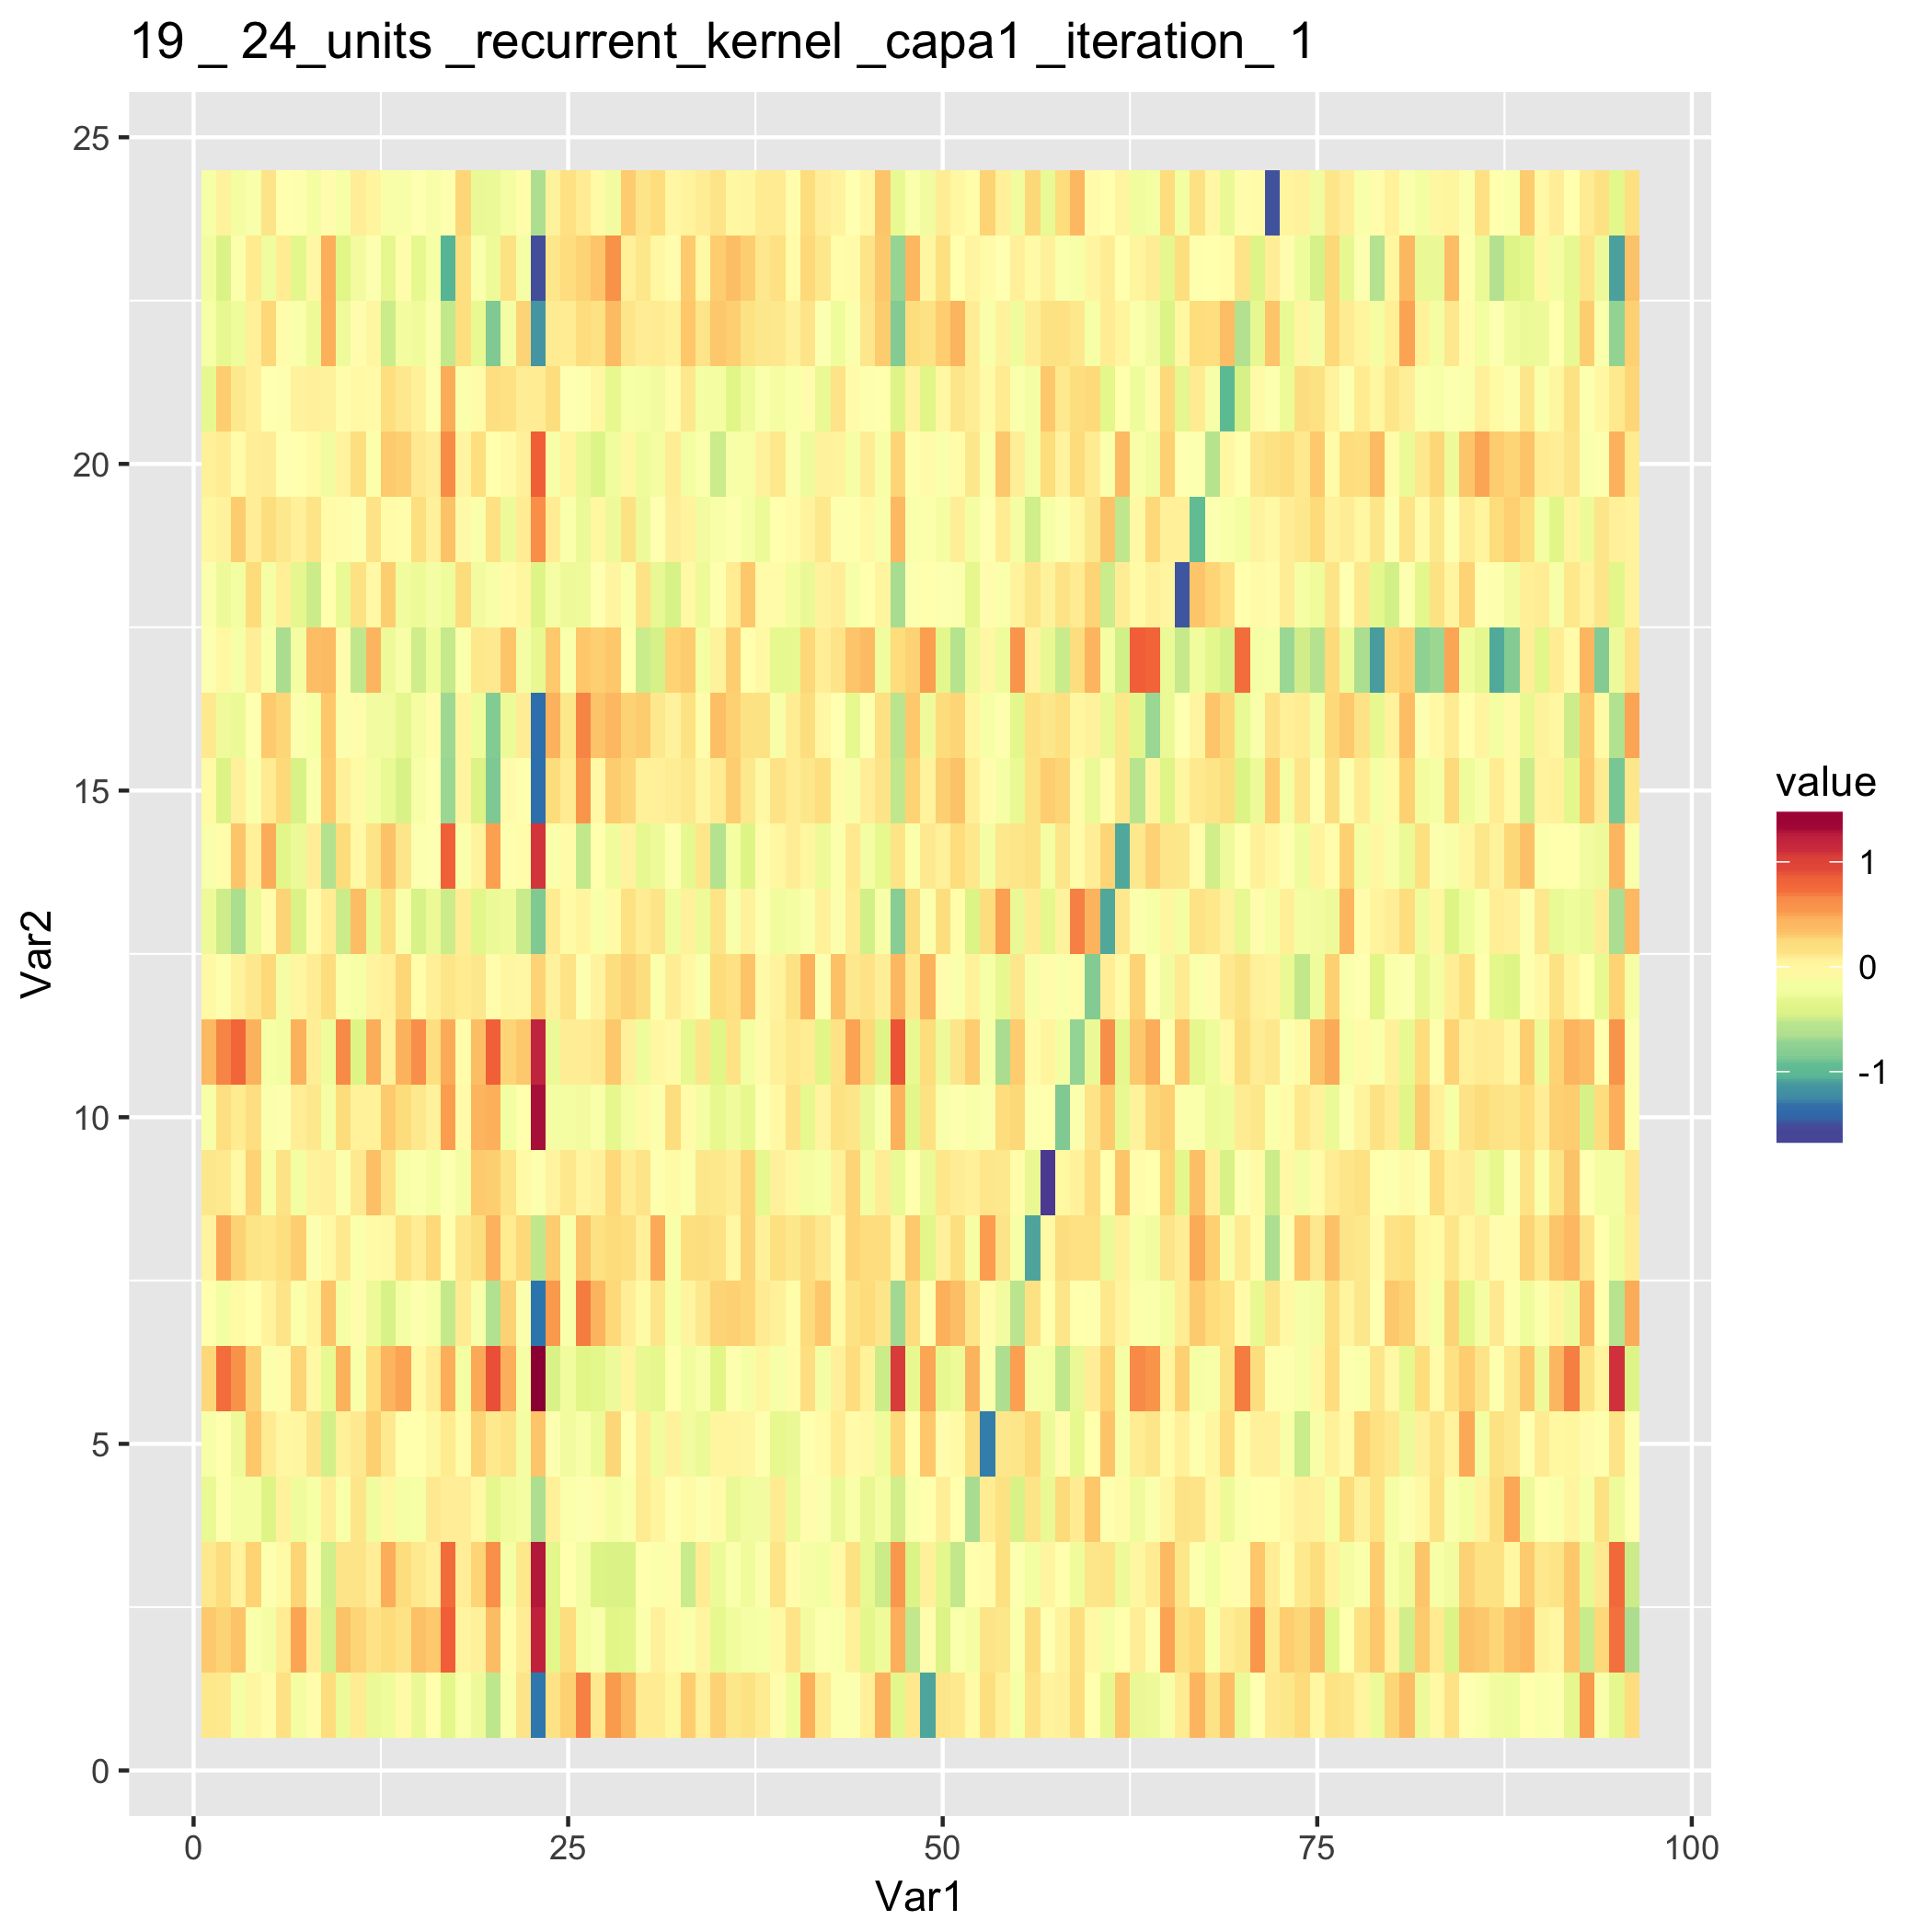 19 _ 24_units _recurrent_kernel _capa1 _iteration_ 1
25
20
15
10
5
0
Var2
0 25 50 75 100
Var1
value
1
0
-1